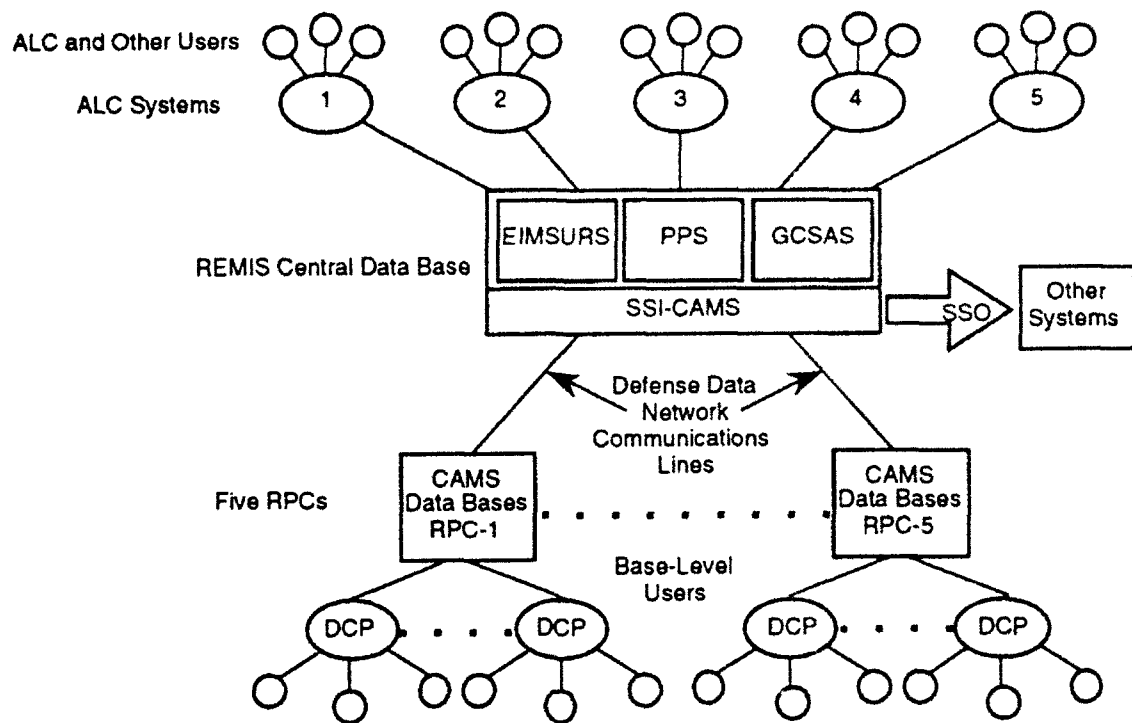 ALC and Other Users
ALC Systems
1
2
3
4
5
REMIS Central Data Base
EIMSURS
PPS
GCSAS
SSI-CAMS
SSO
Other
Systems
Defense Data
Network
Communications
Lines
Five RPCs
CAMS
Data Bases
RPC-1
CAMS
Data Bases
RPC-5
Base-Level
Users
DCP
DCP
DCP
DCP